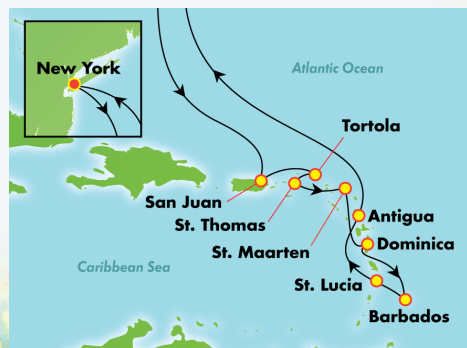 New York
Atlantic Ocean
Tortola
San Juan
St. Thomas
St. Maarten
Antigua
Dominica
Caribbean Sea
St. Lucia
Barbados